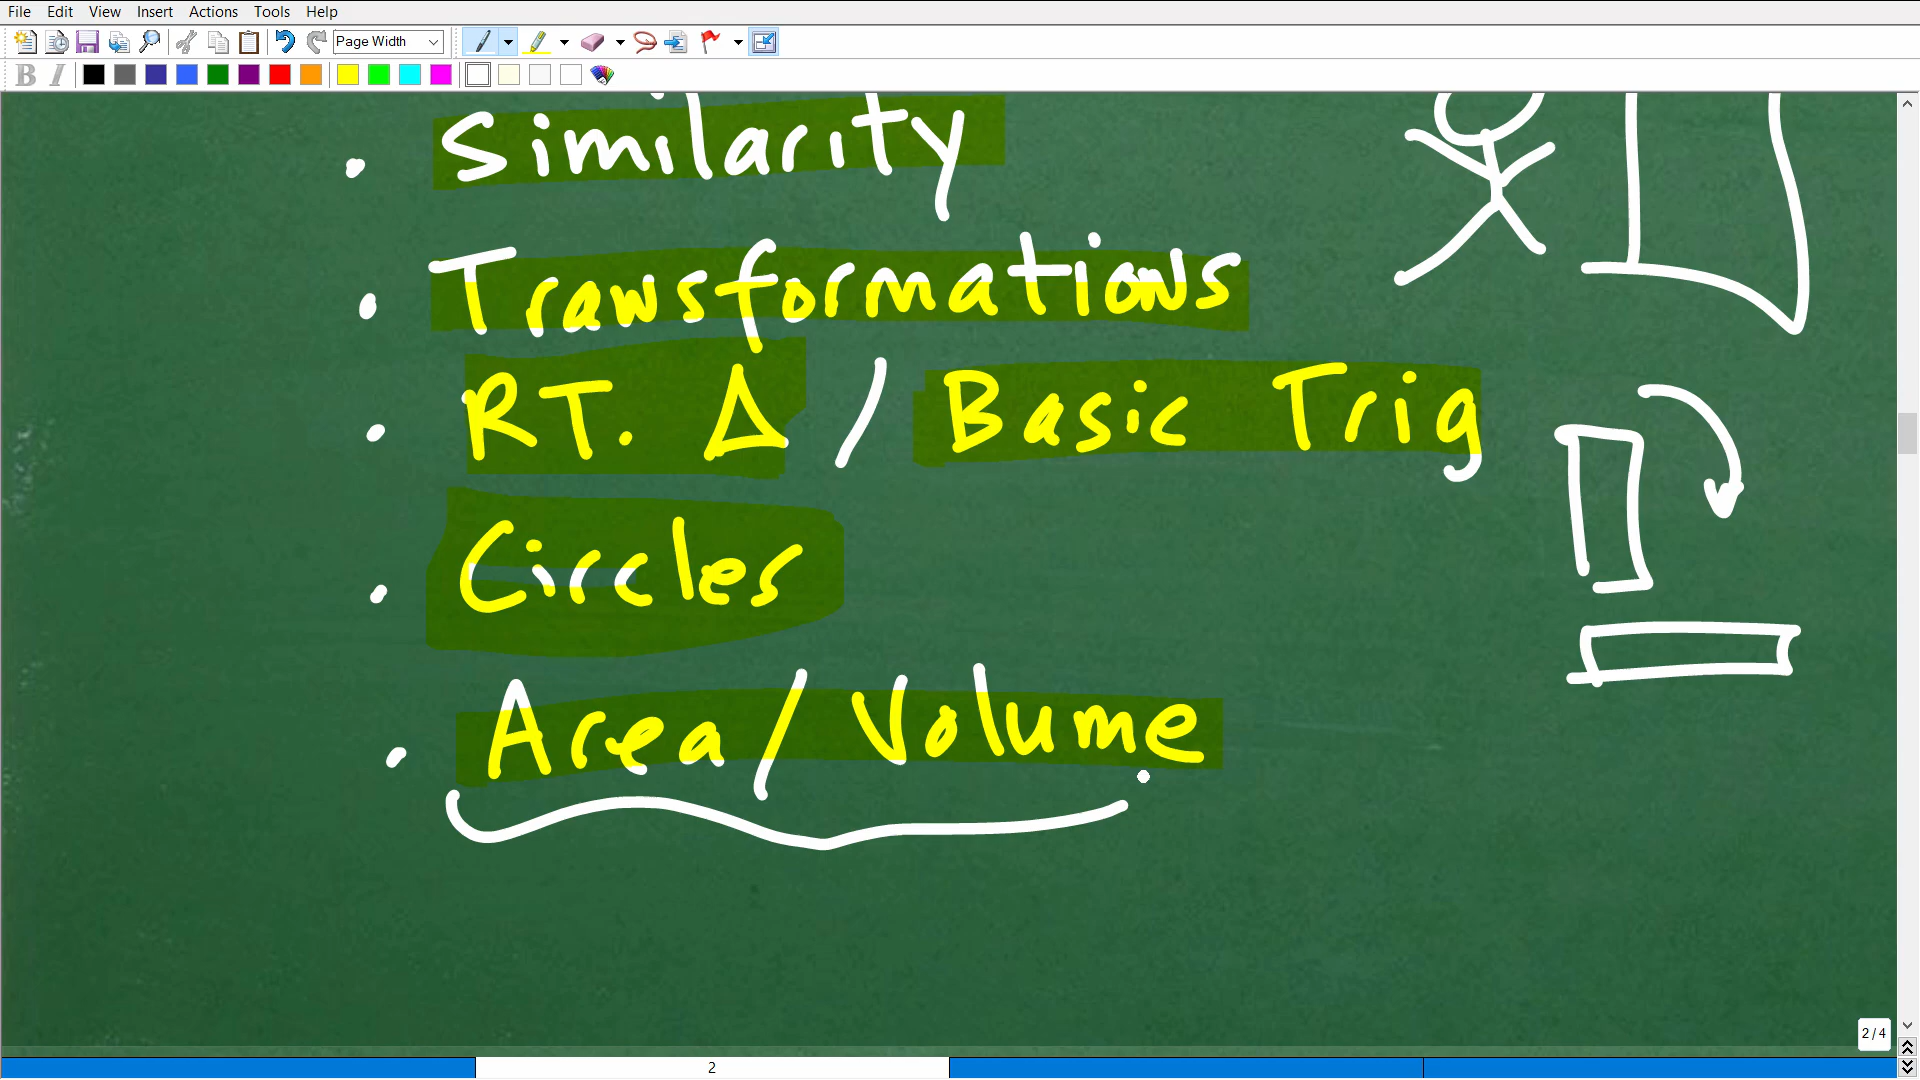 File Edit View Insert Actions Tools Help
Page Width
B I
• Similarity
• Transformations
• RT. Δ / Basic Trig
• Circles
• Area / Volume
2 / 4
2